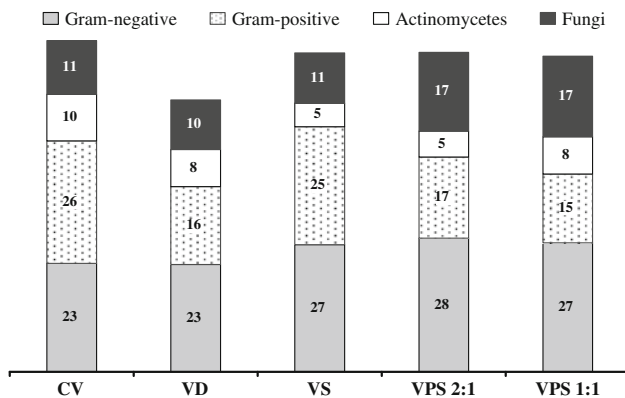 Gram-negative Gram-positive Actinomycetes Fungi
11 11 17 17
10 10 5 5 8
26 8 25 17 15
16
23 23 27 28 27
CV VD VS VPS 2:1 VPS 1:1